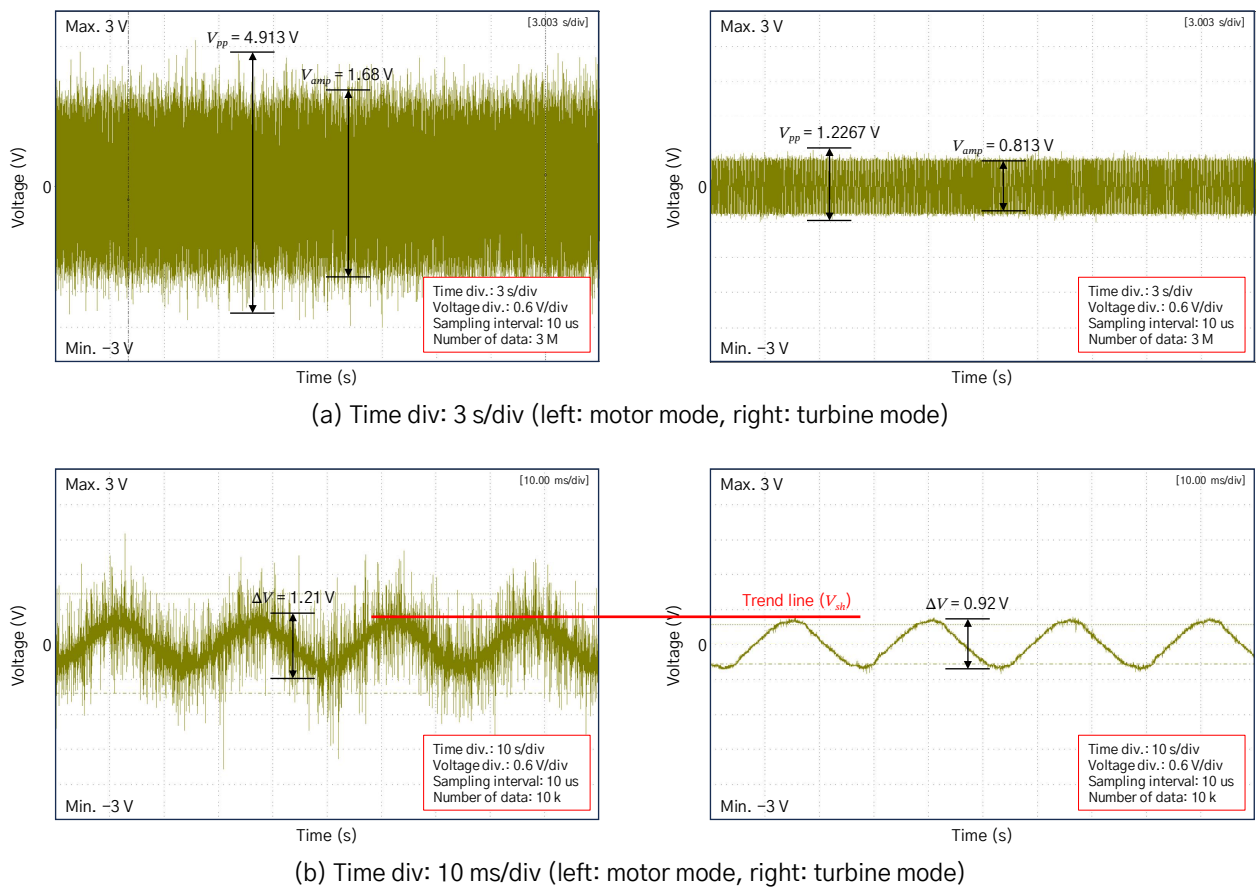 Max. 3 V
[3.003 s/div]
Vpp = 4.913 V
Vamp = 1.68 V
Voltage (V)
0
Time div.: 3 s/div
Voltage div.: 0.6 V/div
Sampling interval: 10 us
Number of data: 3 M
Min. −3 V
Time (s)
[3.003 s/div]
Max. 3 V
Vpp = 1.2267 V
Vamp = 0.813 V
Voltage (V)
0
Time div.: 3 s/div
Voltage div.: 0.6 V/div
Sampling interval: 10 us
Number of data: 3 M
Min. −3 V
Time (s)
(a) Time div: 3 s/div (left: motor mode, right: turbine mode)
Max. 3 V
[10.00 ms/div]
ΔV = 1.21 V
Voltage (V)
0
Time div.: 10 s/div
Voltage div.: 0.6 V/div
Sampling interval: 10 us
Number of data: 10 k
Min. −3 V
Time (s)
Trend line (Vsh)
Max. 3 V
[10.00 ms/div]
ΔV = 0.92 V
Voltage (V)
0
Time div.: 10 s/div
Voltage div.: 0.6 V/div
Sampling interval: 10 us
Number of data: 10 k
Min. −3 V
Time (s)
(b) Time div: 10 ms/div (left: motor mode, right: turbine mode)